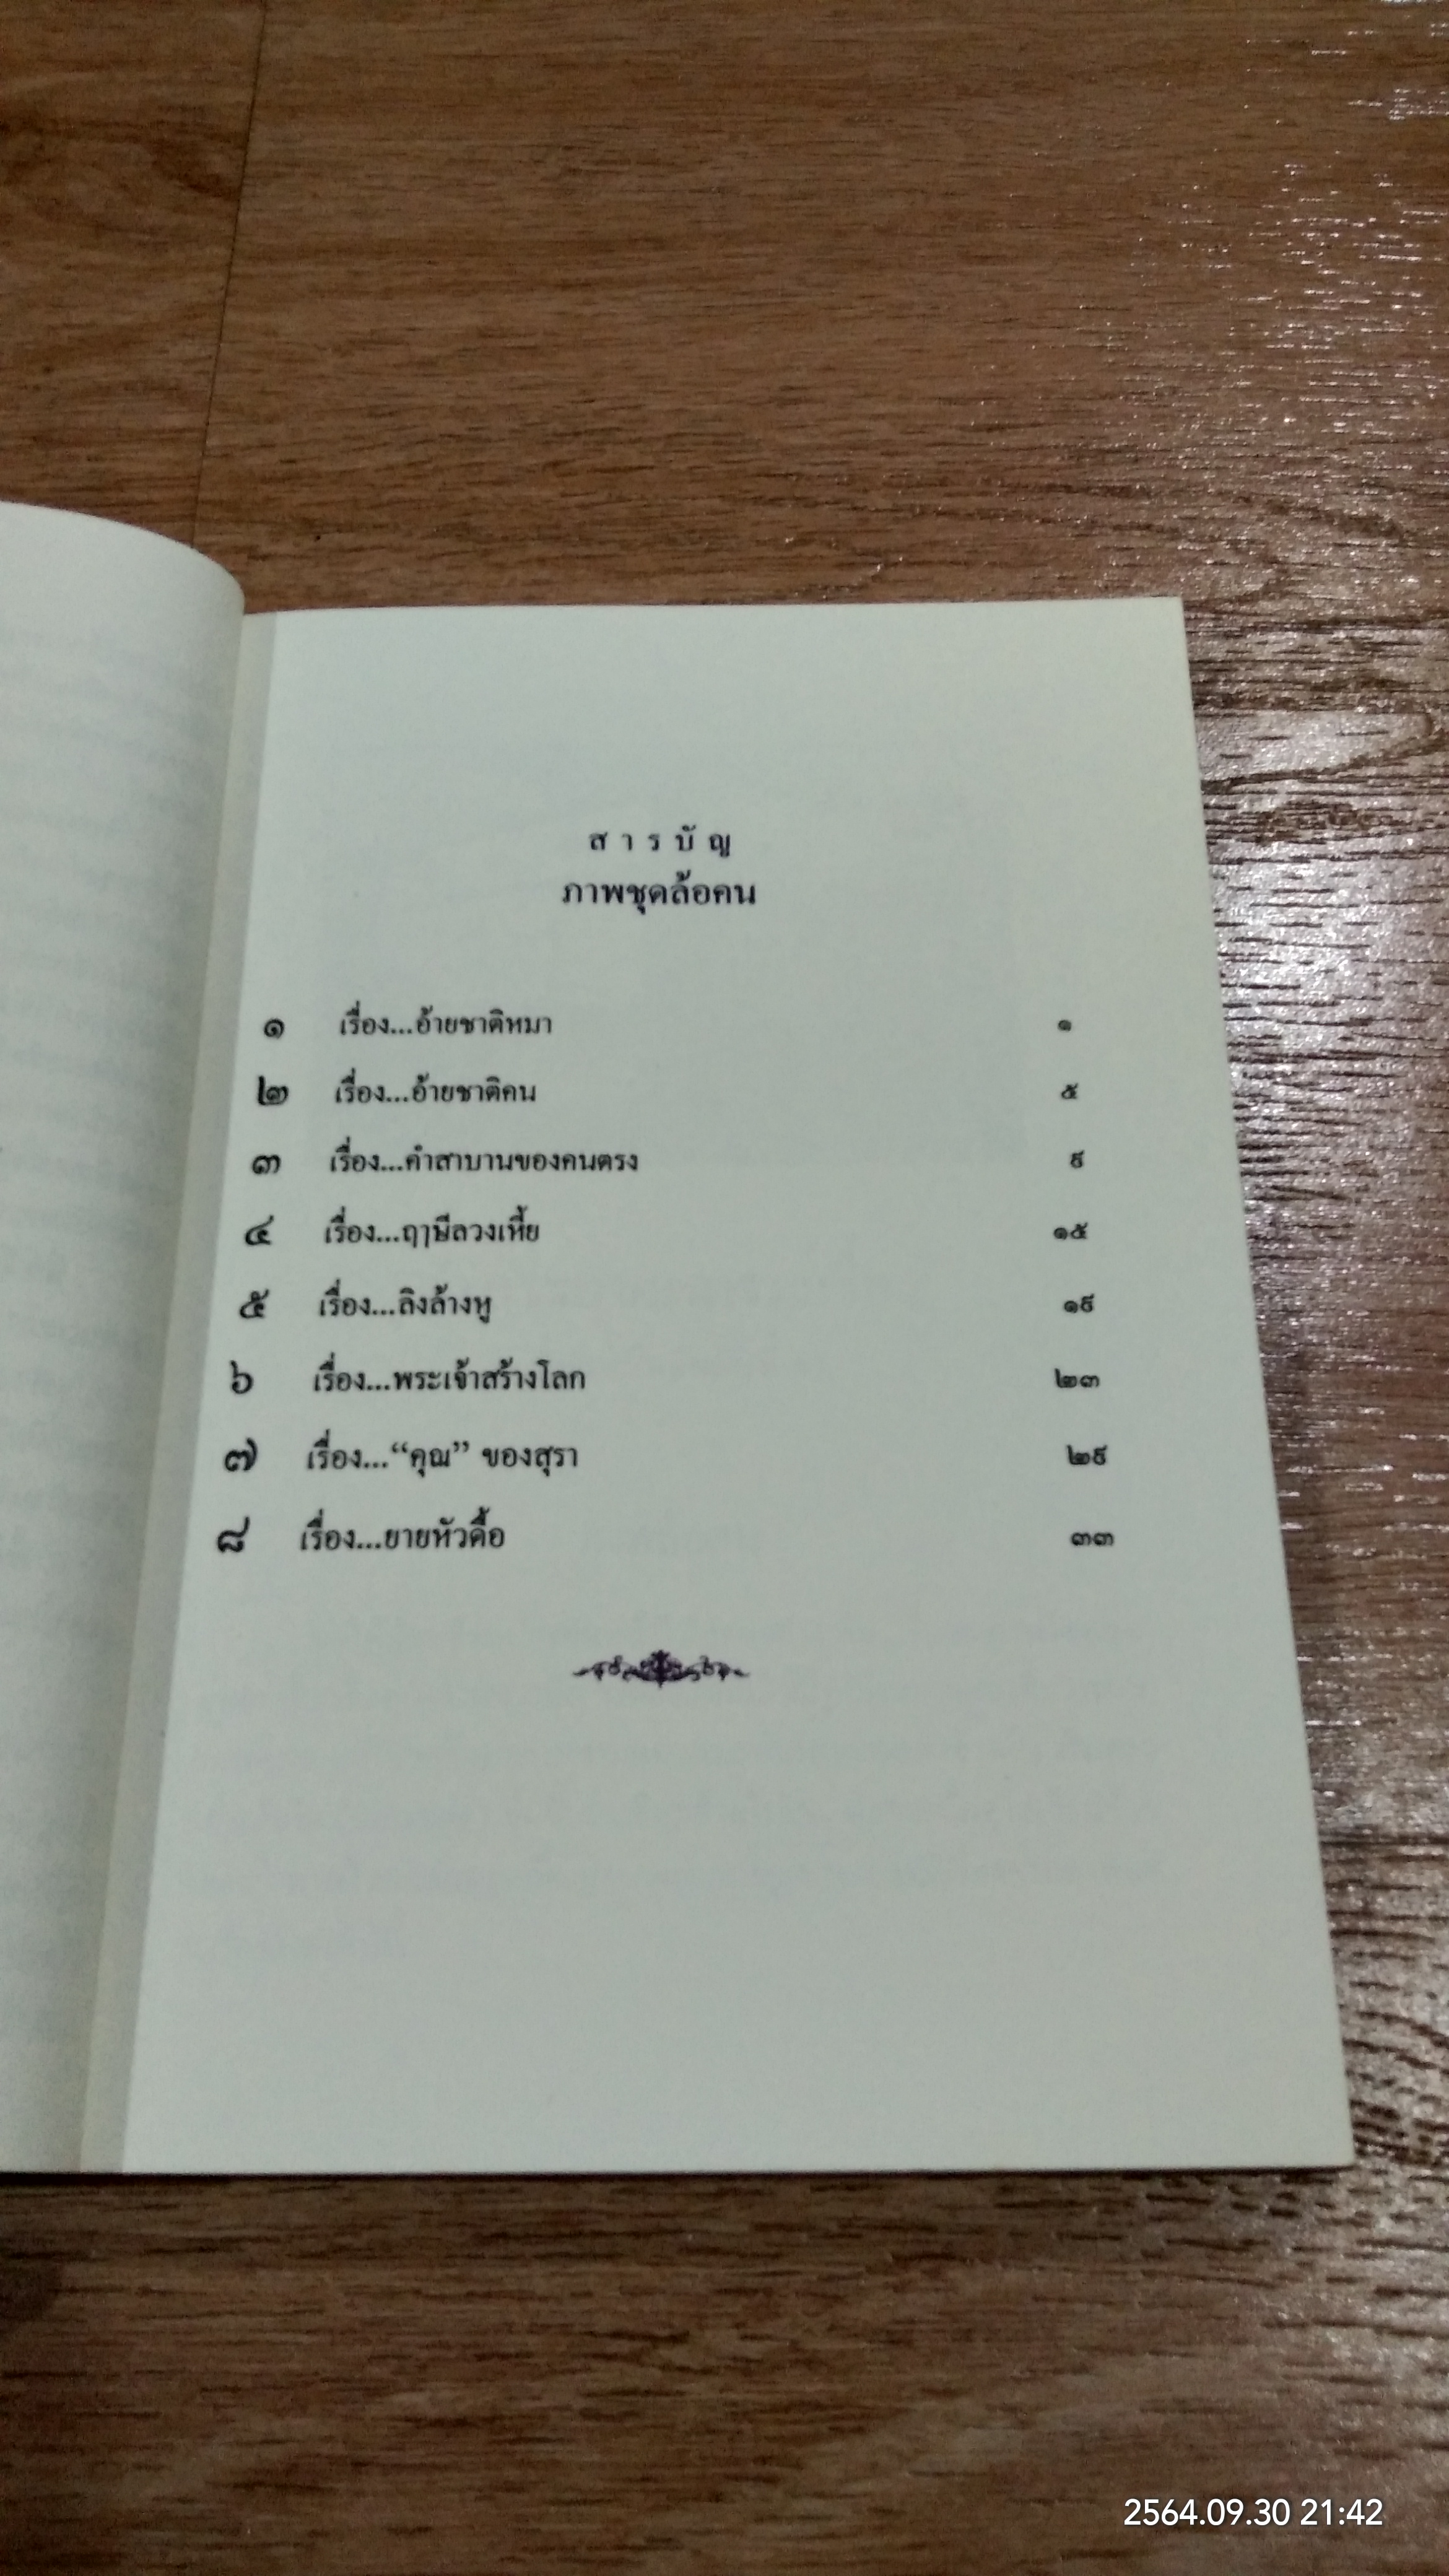 ส า ร บั ญ
ภาพชุดล้อคน
๑ เรื่อง...อ้ายชาติหมา ๑
๒ เรื่อง...อ้ายชาติคน ๕
๓ เรื่อง...คำสาบานของคนตรง ๙
๔ เรื่อง...ฤๅษีลวงเหี้ย ๑๕
๕ เรื่อง...ลิงล้างหู ๑๙
๖ เรื่อง...พระเจ้าสร้างโลก ๒๓
๗ เรื่อง...“คุณ” ของสุรา ๒๙
๘ เรื่อง...ยายหัวดื้อ ๓๓
2564.09.30 21:42